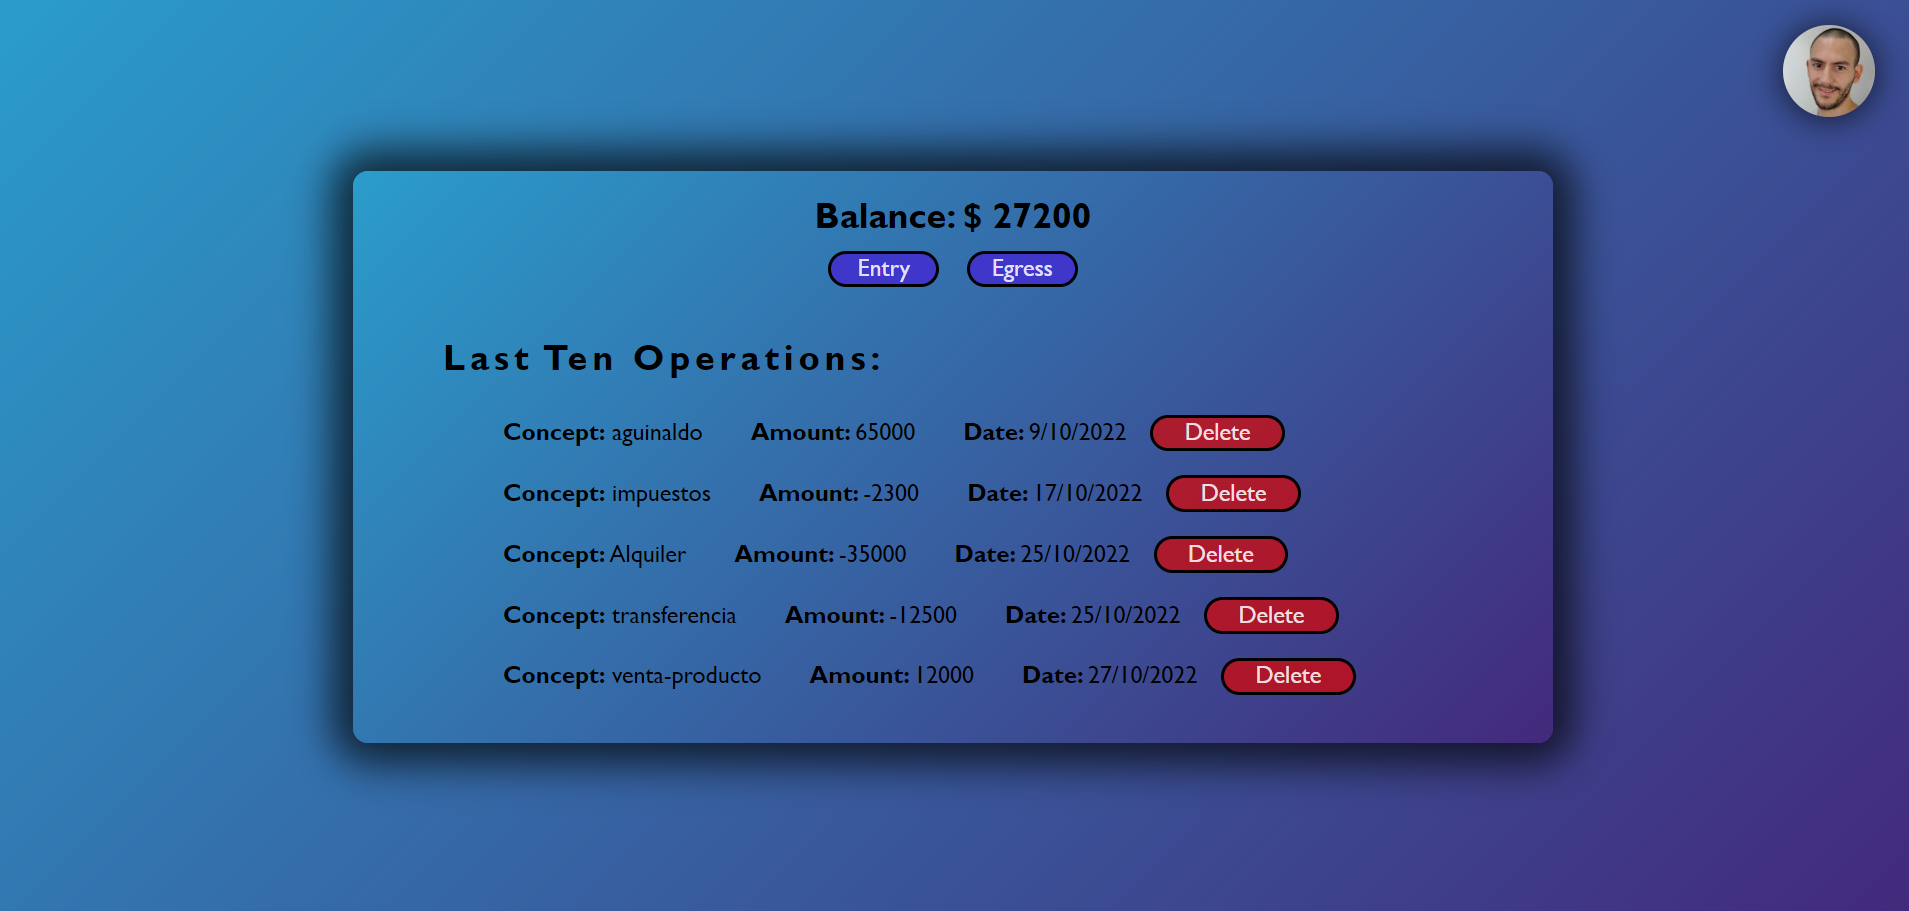 Balance: $ 27200
Entry Egress
Last Ten Operations:
Concept: aguinaldo Amount: 65000 Date: 9/10/2022 Delete
Concept: impuestos Amount: -2300 Date: 17/10/2022 Delete
Concept: Alquiler Amount: -35000 Date: 25/10/2022 Delete
Concept: transferencia Amount: -12500 Date: 25/10/2022 Delete
Concept: venta-producto Amount: 12000 Date: 27/10/2022 Delete